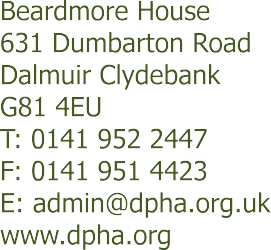 Beardmore House
631 Dumbarton Road
Dalmuir Clydebank
G81 4EU
T: 0141 952 2447
F: 0141 951 4423
E: admin@dpha.org.uk
www.dpha.org